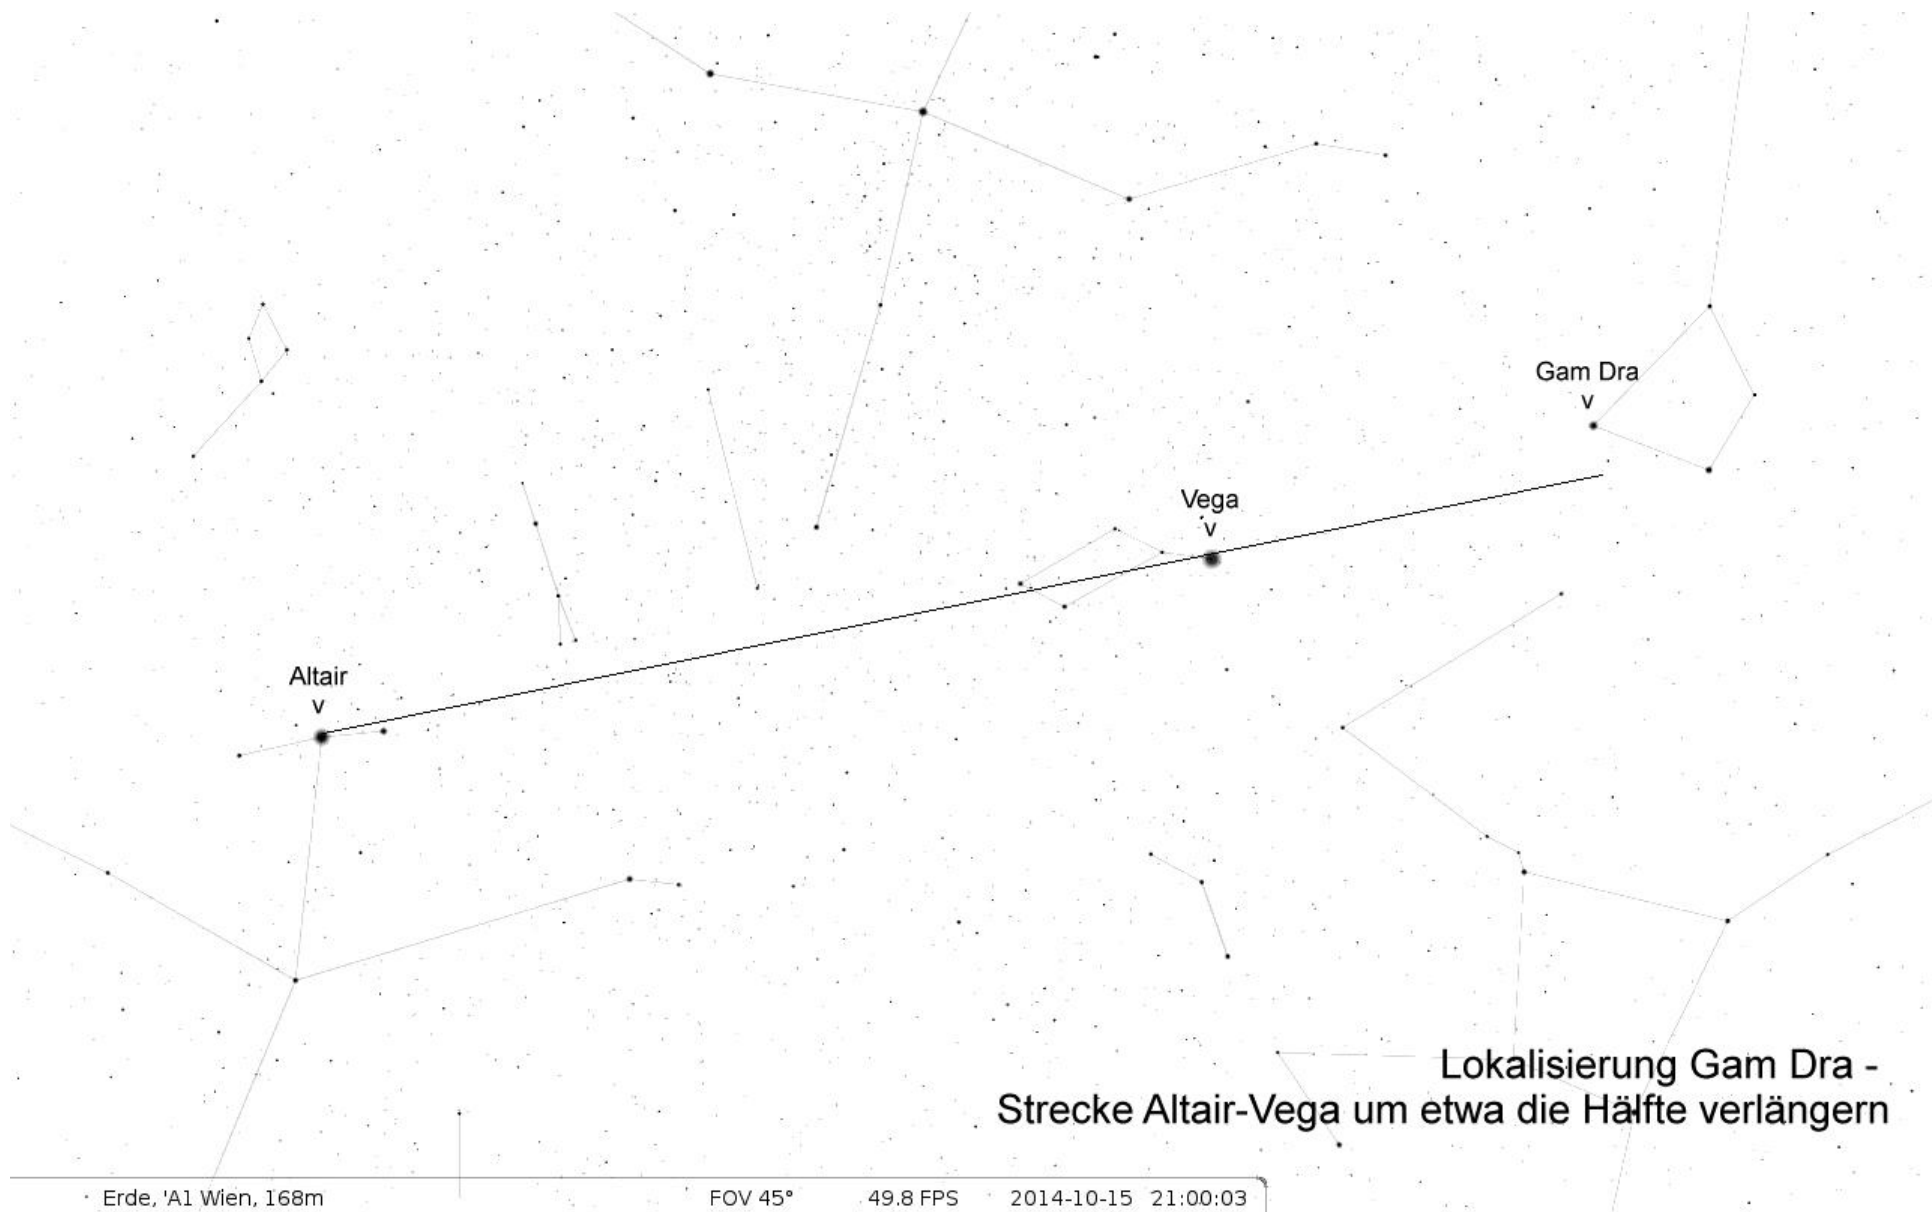 Gam Dra
v
Vega
v
Altair
v
Lokalisierung Gam Dra -
Strecke Altair-Vega um etwa die Hälfte verlängern
Erde, 'A1 Wien, 168m FOV 45° 49.8 FPS 2014-10-15 21:00:03